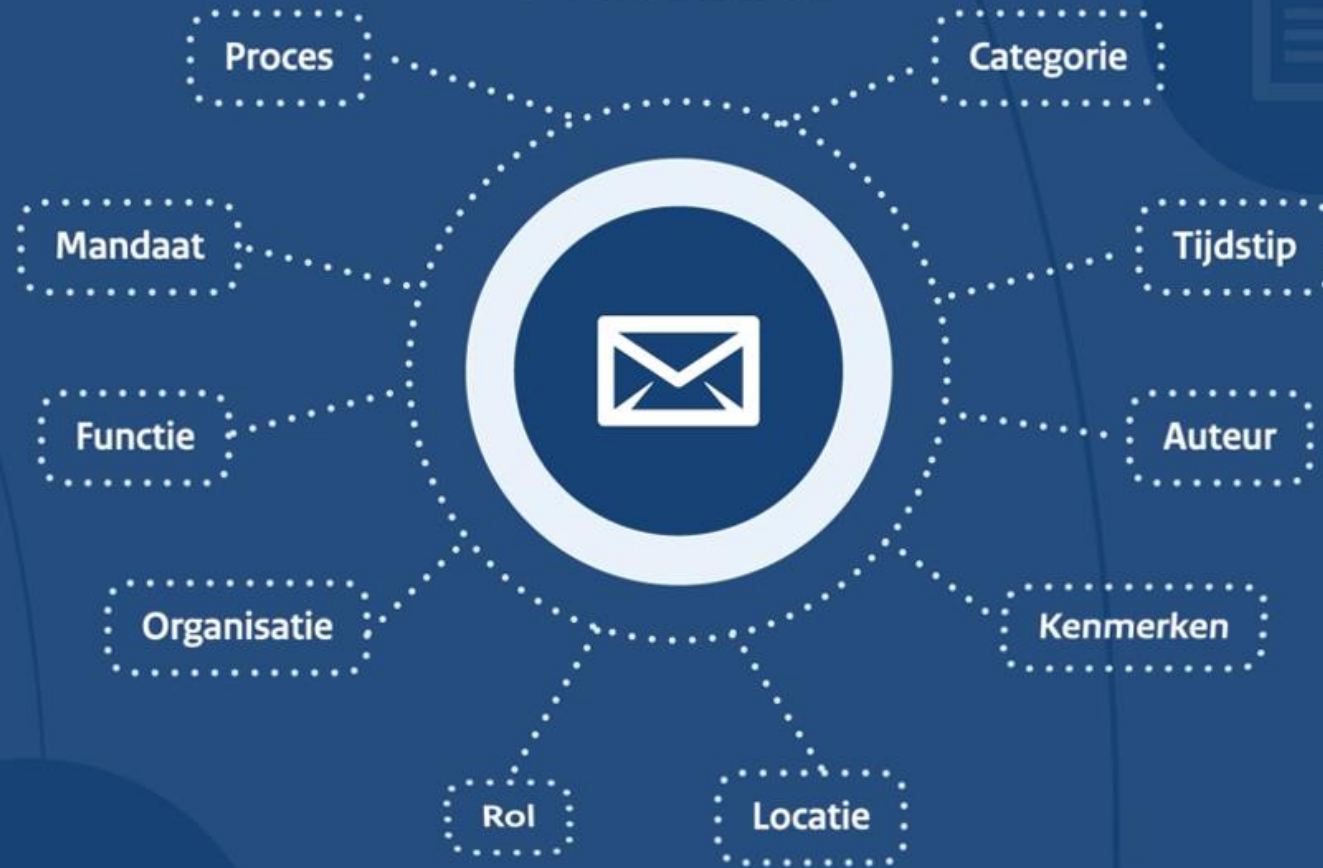 Proces
Categorie
Mandaat
Tijdstip
Functie
Auteur
Organisatie
Kenmerken
Rol
Locatie